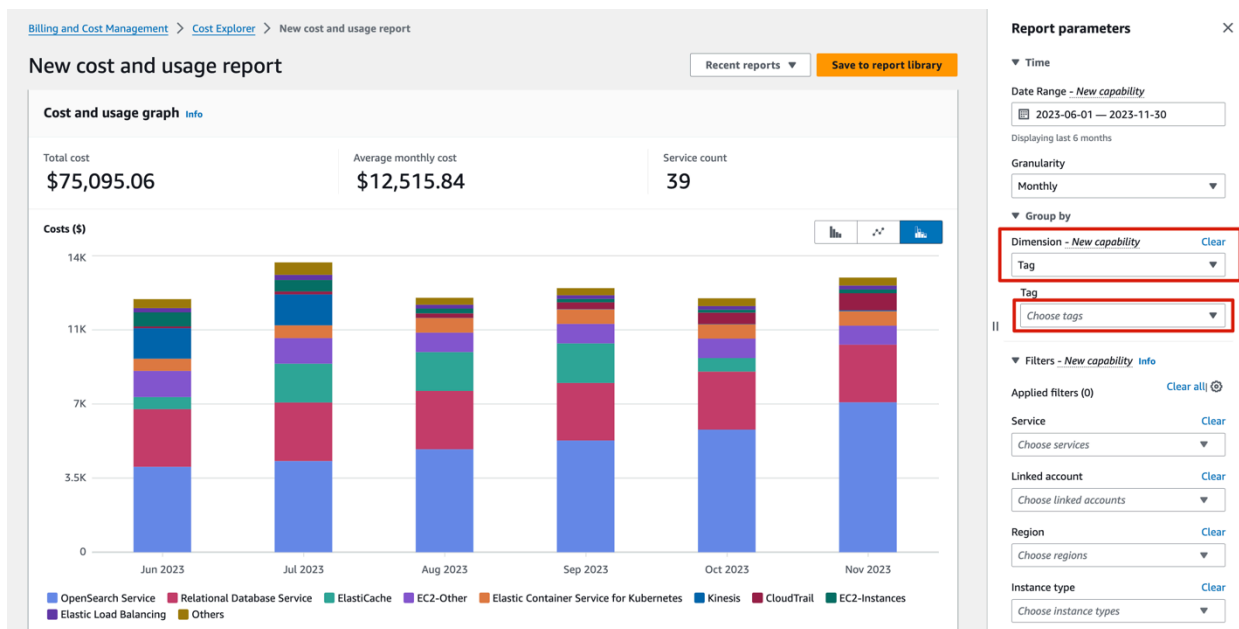 Billing and Cost Management > Cost Explorer > New cost and usage report
New cost and usage report
Recent reports
Save to report library
Cost and usage graph Info
Total cost
$75,095.06
Average monthly cost
$12,515.84
Service count
39
Costs ($)
14K
11K
7K
3.5K
0
Jun 2023
Jul 2023
Aug 2023
Sep 2023
Oct 2023
Nov 2023
OpenSearch Service Relational Database Service ElastiCache EC2-Other Elastic Container Service for Kubernetes Kinesis CloudTrail EC2-Instances
Elastic Load Balancing Others
Report parameters
Time
Date Range - New capability
2023-06-01 — 2023-11-30
Displaying last 6 months
Granularity
Monthly
Group by
Dimension - New capability Clear
Tag
Tag
Choose tags
Filters - New capability Info
Applied filters (0) Clear all|
Service Clear
Choose services
Linked account Clear
Choose linked accounts
Region Clear
Choose regions
Instance type Clear
Choose instance types